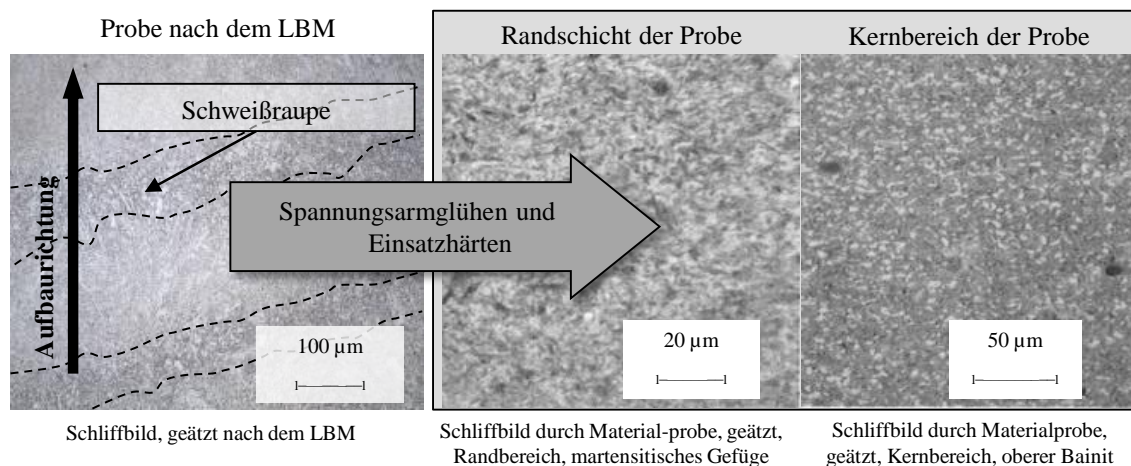 Probe nach dem LBM
Randschicht der Probe
Kernbereich der Probe
Schweißraupe
Aufbaurichtung
Spannungsarmglühen und
Einsatzhärten
100 µm
20 µm
50 µm
Schliffbild, geätzt nach dem LBM
Schliffbild durch Material-probe, geätzt,
Randbereich, martensitisches Gefüge
Schliffbild durch Materialprobe,
geätzt, Kernbereich, oberer Bainit